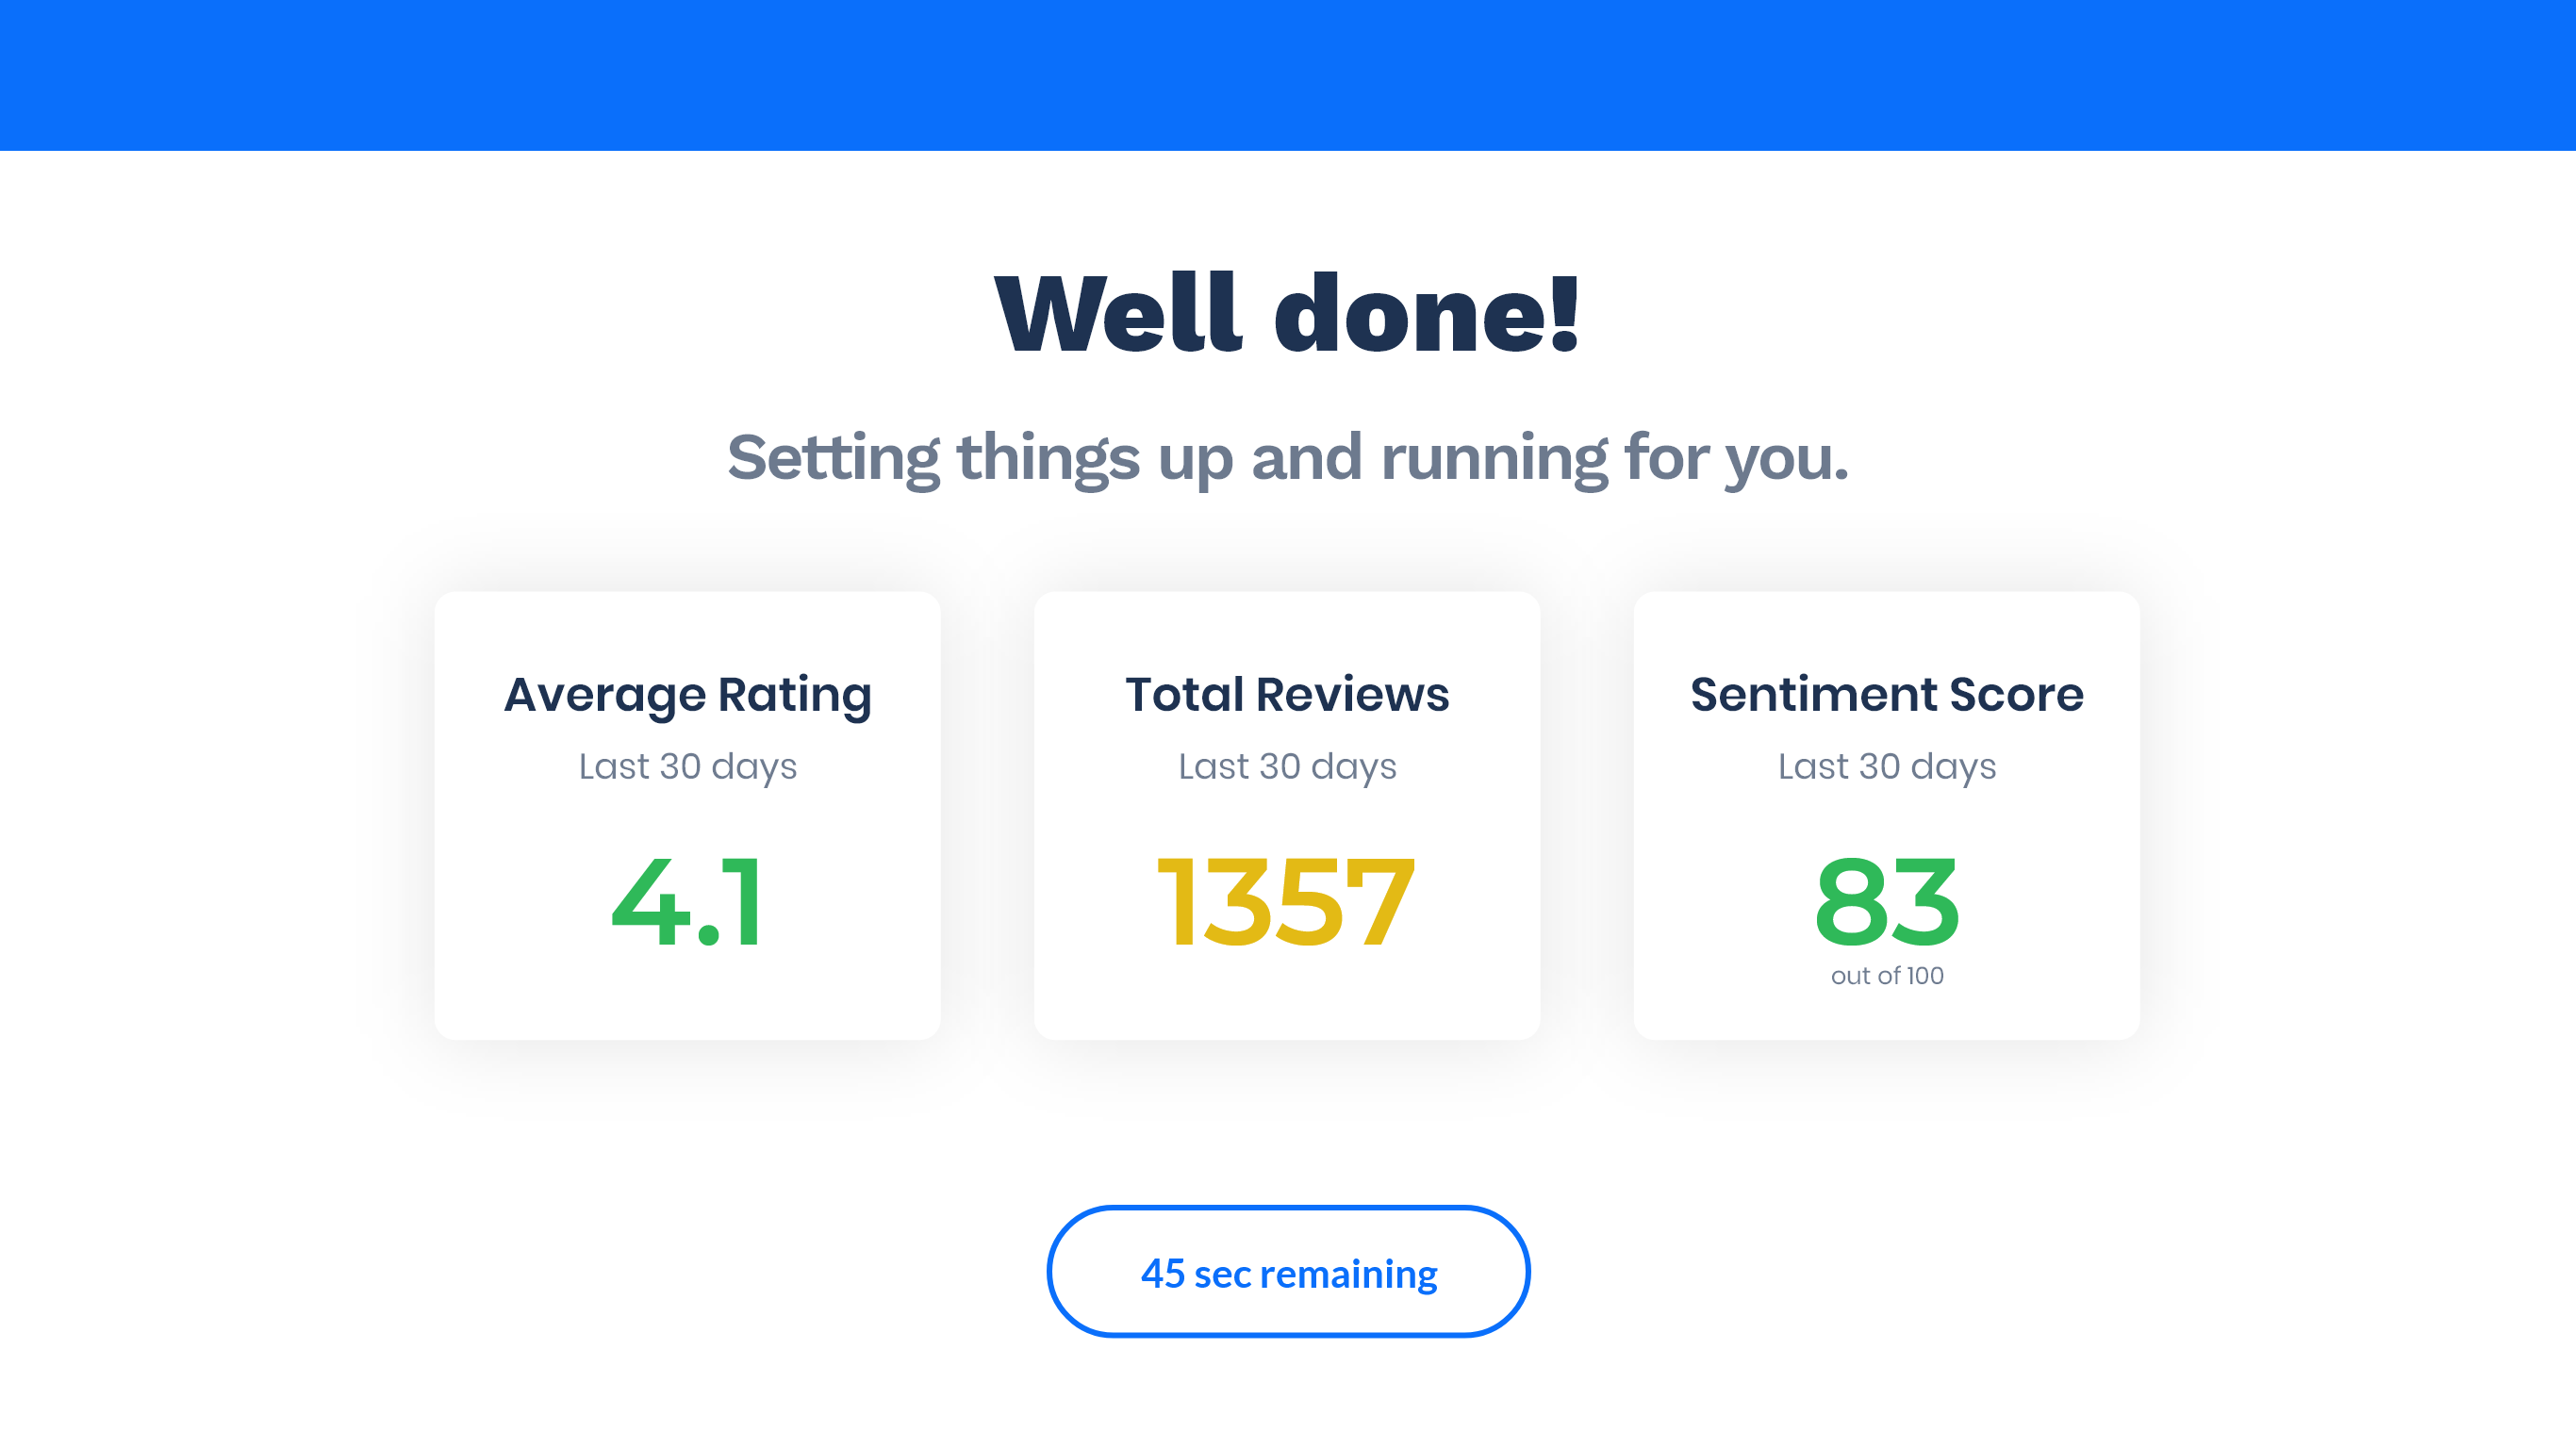 Well done!
Setting things up and running for you.
Average Rating
Last 30 days
4.1
Total Reviews
Last 30 days
1357
Sentiment Score
Last 30 days
83
out of 100
45 sec remaining